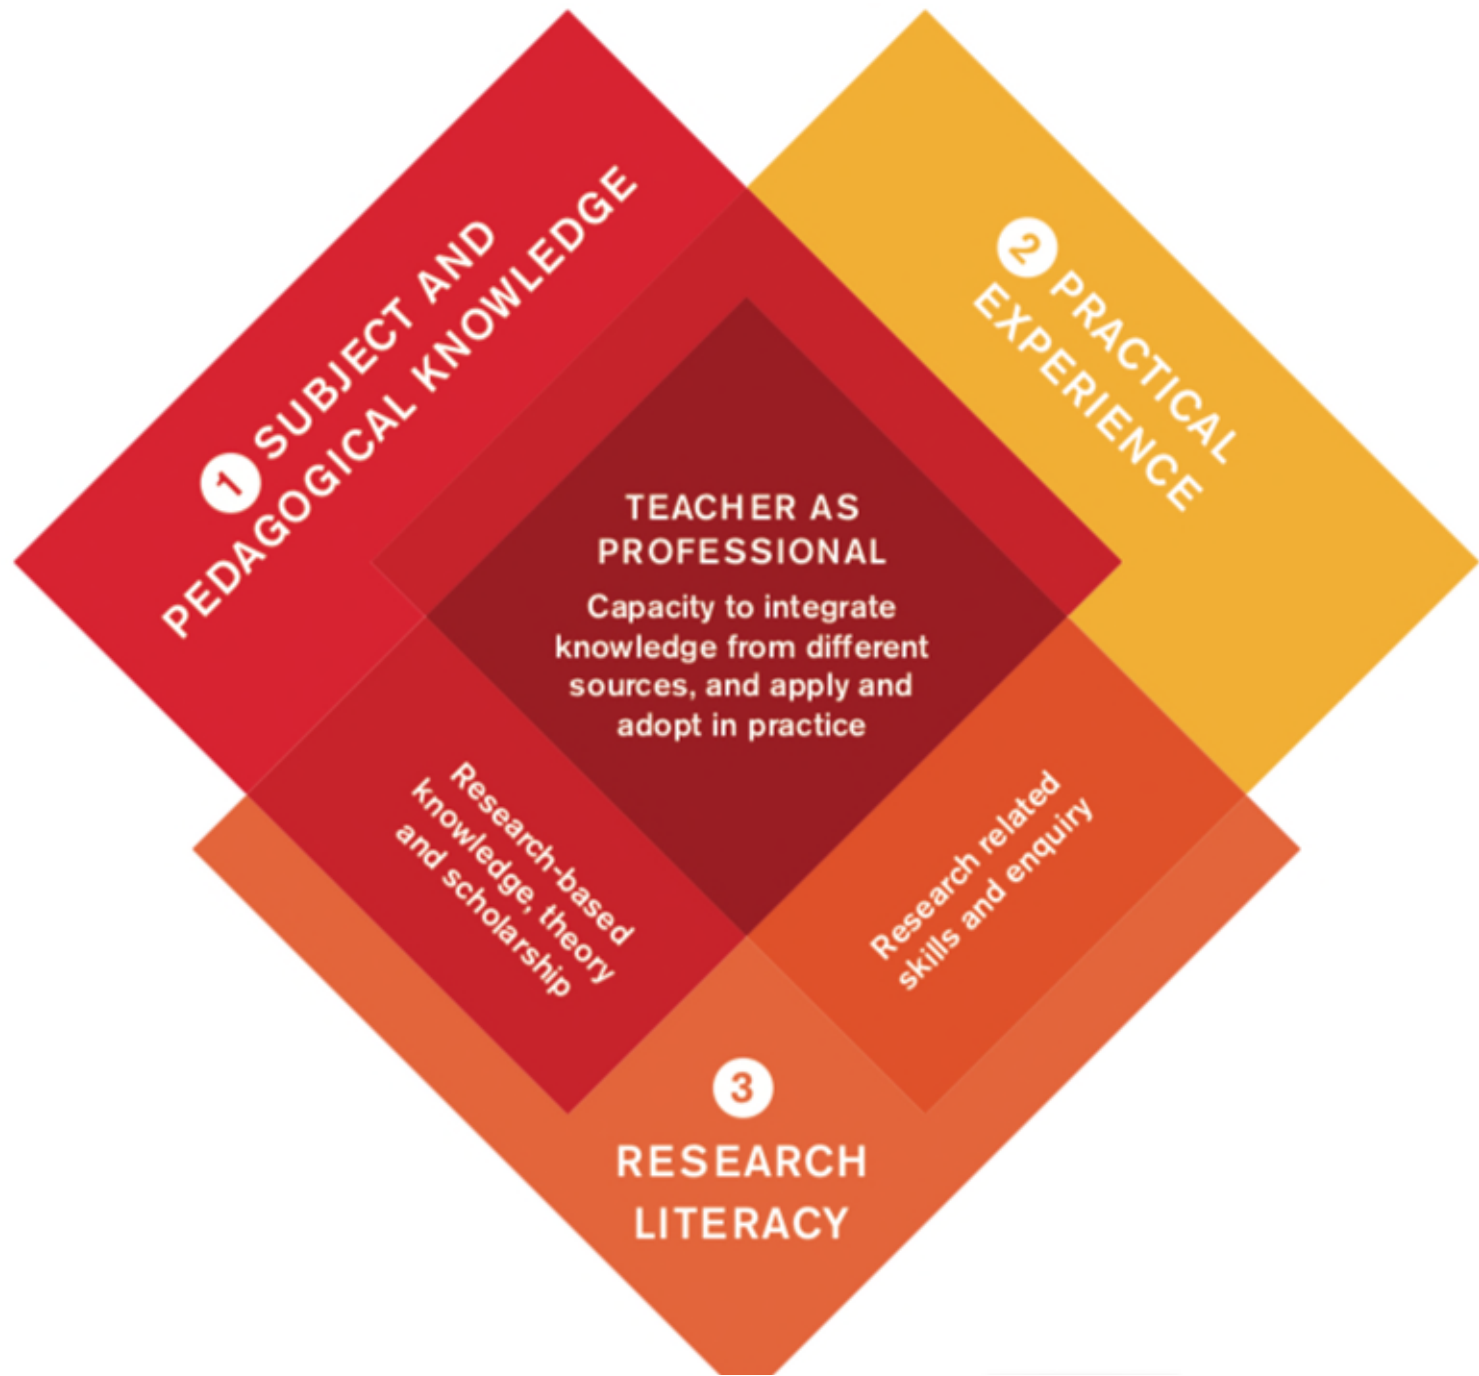 1 SUBJECT AND
PEDAGOGICAL KNOWLEDGE
2 PRACTICAL
EXPERIENCE
TEACHER AS
PROFESSIONAL
Capacity to integrate
knowledge from different
sources, and apply and
adopt in practice
Research-based
knowledge, theory
and scholarship
Research related
skills and enquiry
3
RESEARCH
LITERACY